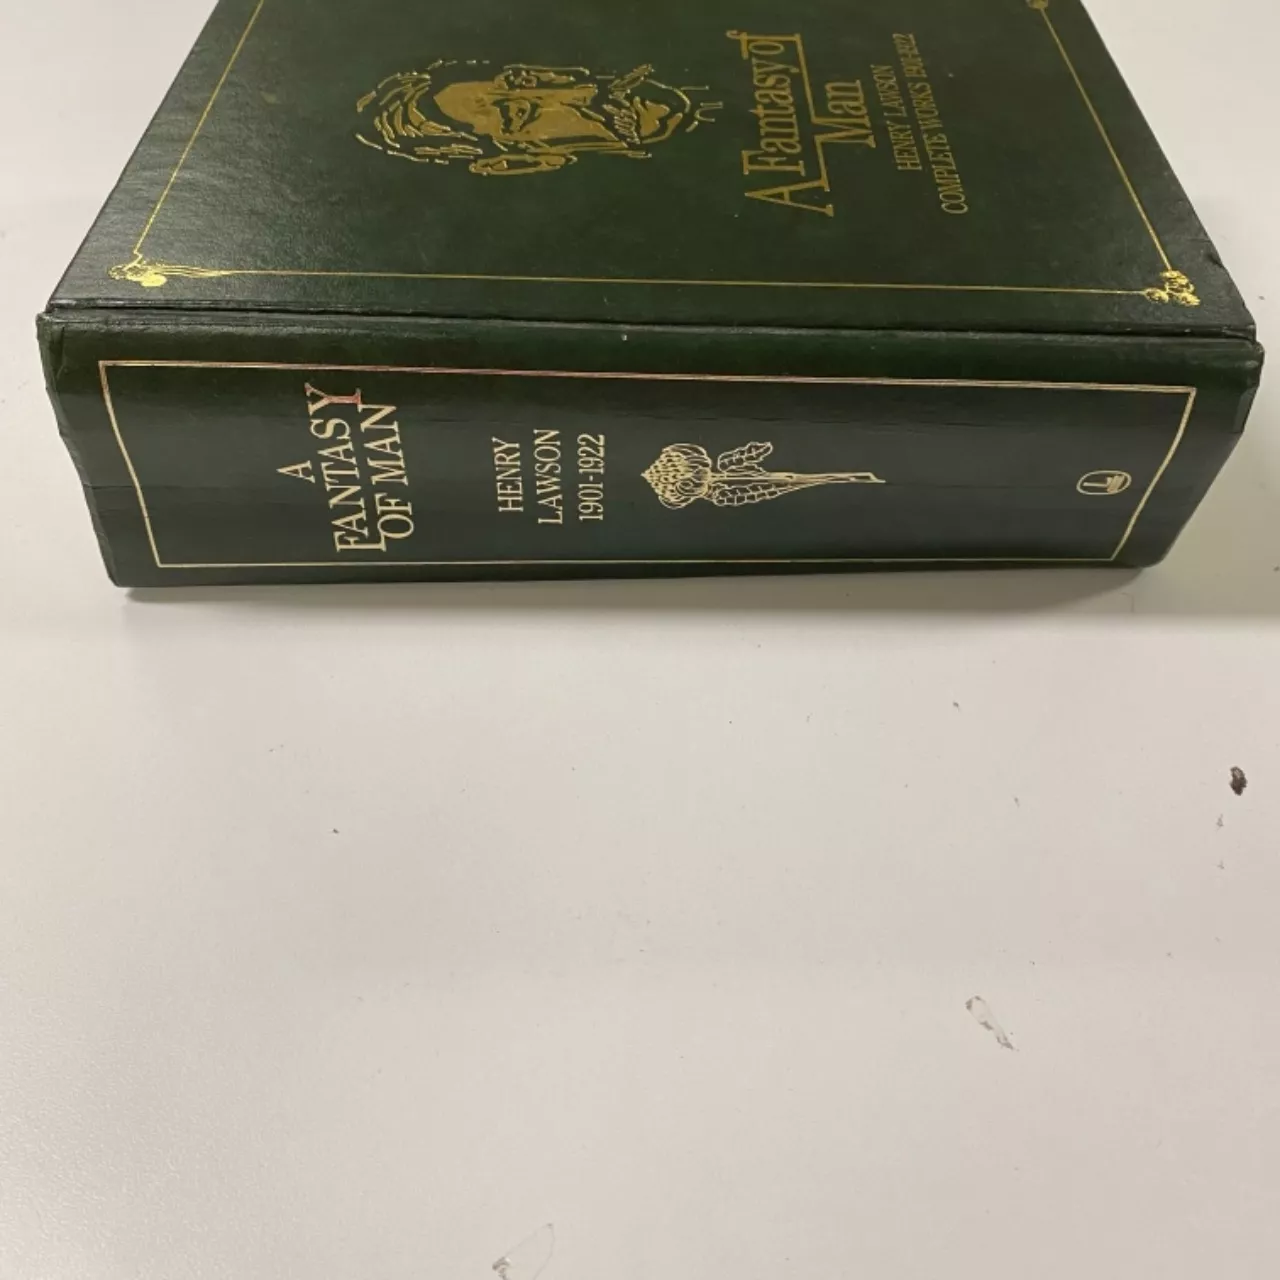 A Fantasy of
Man
HENRY LAWSON
COMPLETE WORKS 1901-1922
A
FANTASY
OF MAN
HENRY
LAWSON
1901-1922